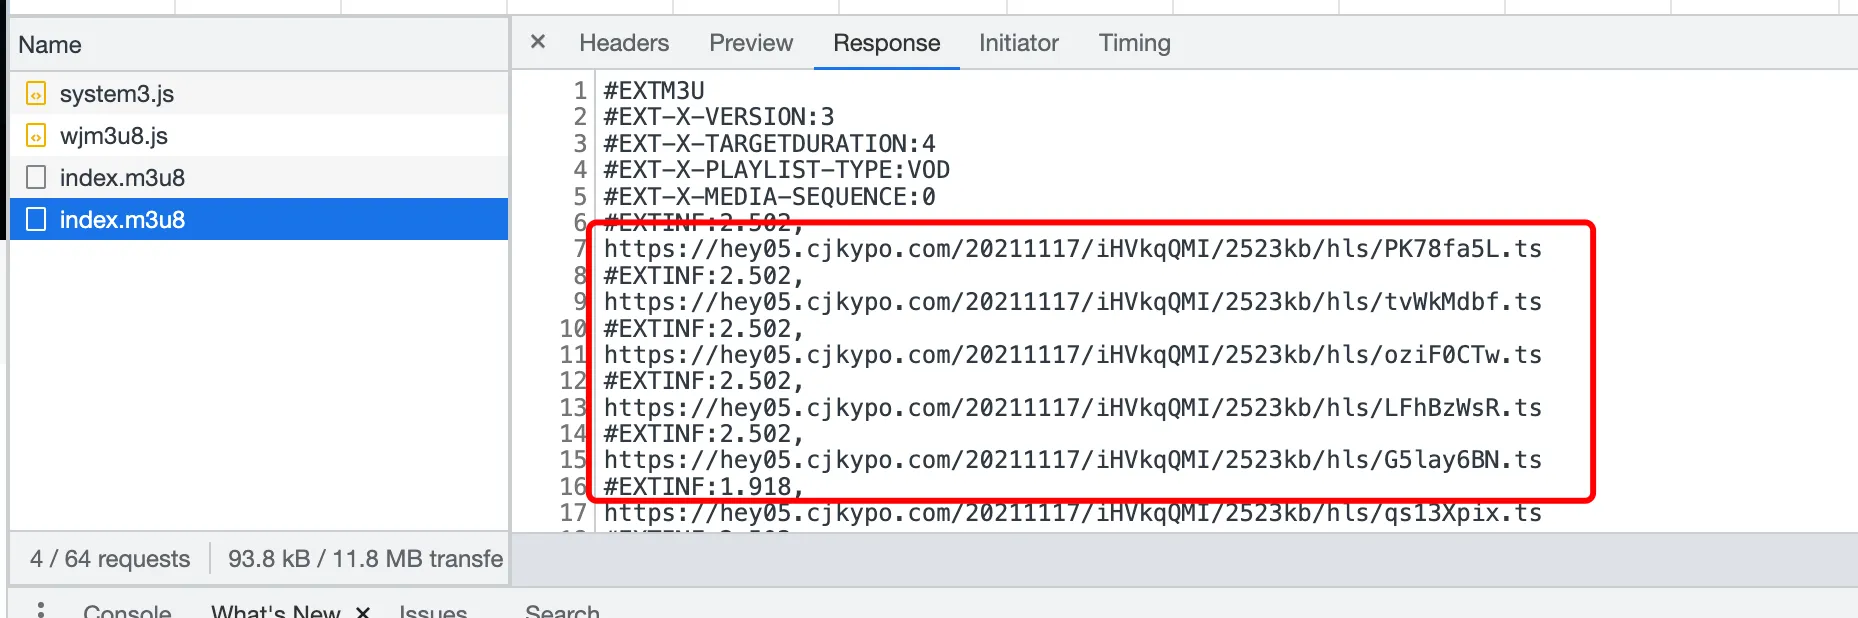 Name
system3.js
wjm3u8.js
index.m3u8
index.m3u8
4 / 64 requests
93.8 kB / 11.8 MB transfe
Headers
Preview
Response
Initiator
Timing
1 #EXTM3U
2 #EXT-X-VERSION:3
3 #EXT-X-TARGETDURATION:4
4 #EXT-X-PLAYLIST-TYPE:VOD
5 #EXT-X-MEDIA-SEQUENCE:0
6 #EXTINF:2.502,
7 https://hey05.cjkypo.com/20211117/iHVkqQMI/2523kb/hls/PK78fa5L.ts
8 #EXTINF:2.502,
9 https://hey05.cjkypo.com/20211117/iHVkqQMI/2523kb/hls/tvWkMdbf.ts
10 #EXTINF:2.502,
11 https://hey05.cjkypo.com/20211117/iHVkqQMI/2523kb/hls/oziF0CTw.ts
12 #EXTINF:2.502,
13 https://hey05.cjkypo.com/20211117/iHVkqQMI/2523kb/hls/LFhBzWsR.ts
14 #EXTINF:2.502,
15 https://hey05.cjkypo.com/20211117/iHVkqQMI/2523kb/hls/G5lay6BN.ts
16 #EXTINF:1.918,
17 https://hey05.cjkypo.com/20211117/iHVkqQMI/2523kb/hls/qs13Xpix.ts
Console
What's New
Issues
Search